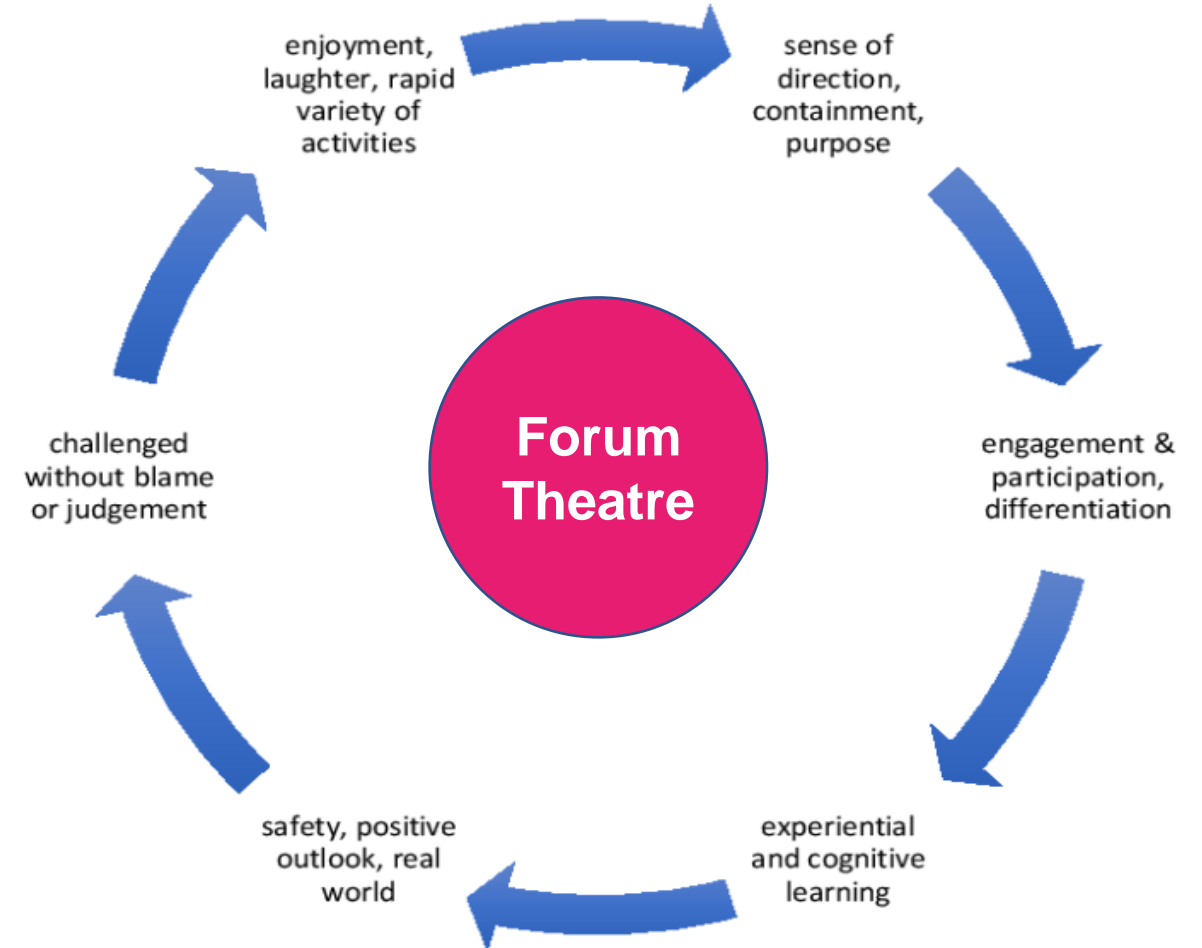 enjoyment,
laughter, rapid
variety of
activities
sense of
direction,
containment,
purpose
engagement &
participation,
differentiation
experiential
and cognitive
learning
safety, positive
outlook, real
world
challenged
without blame
or judgement
Forum
Theatre